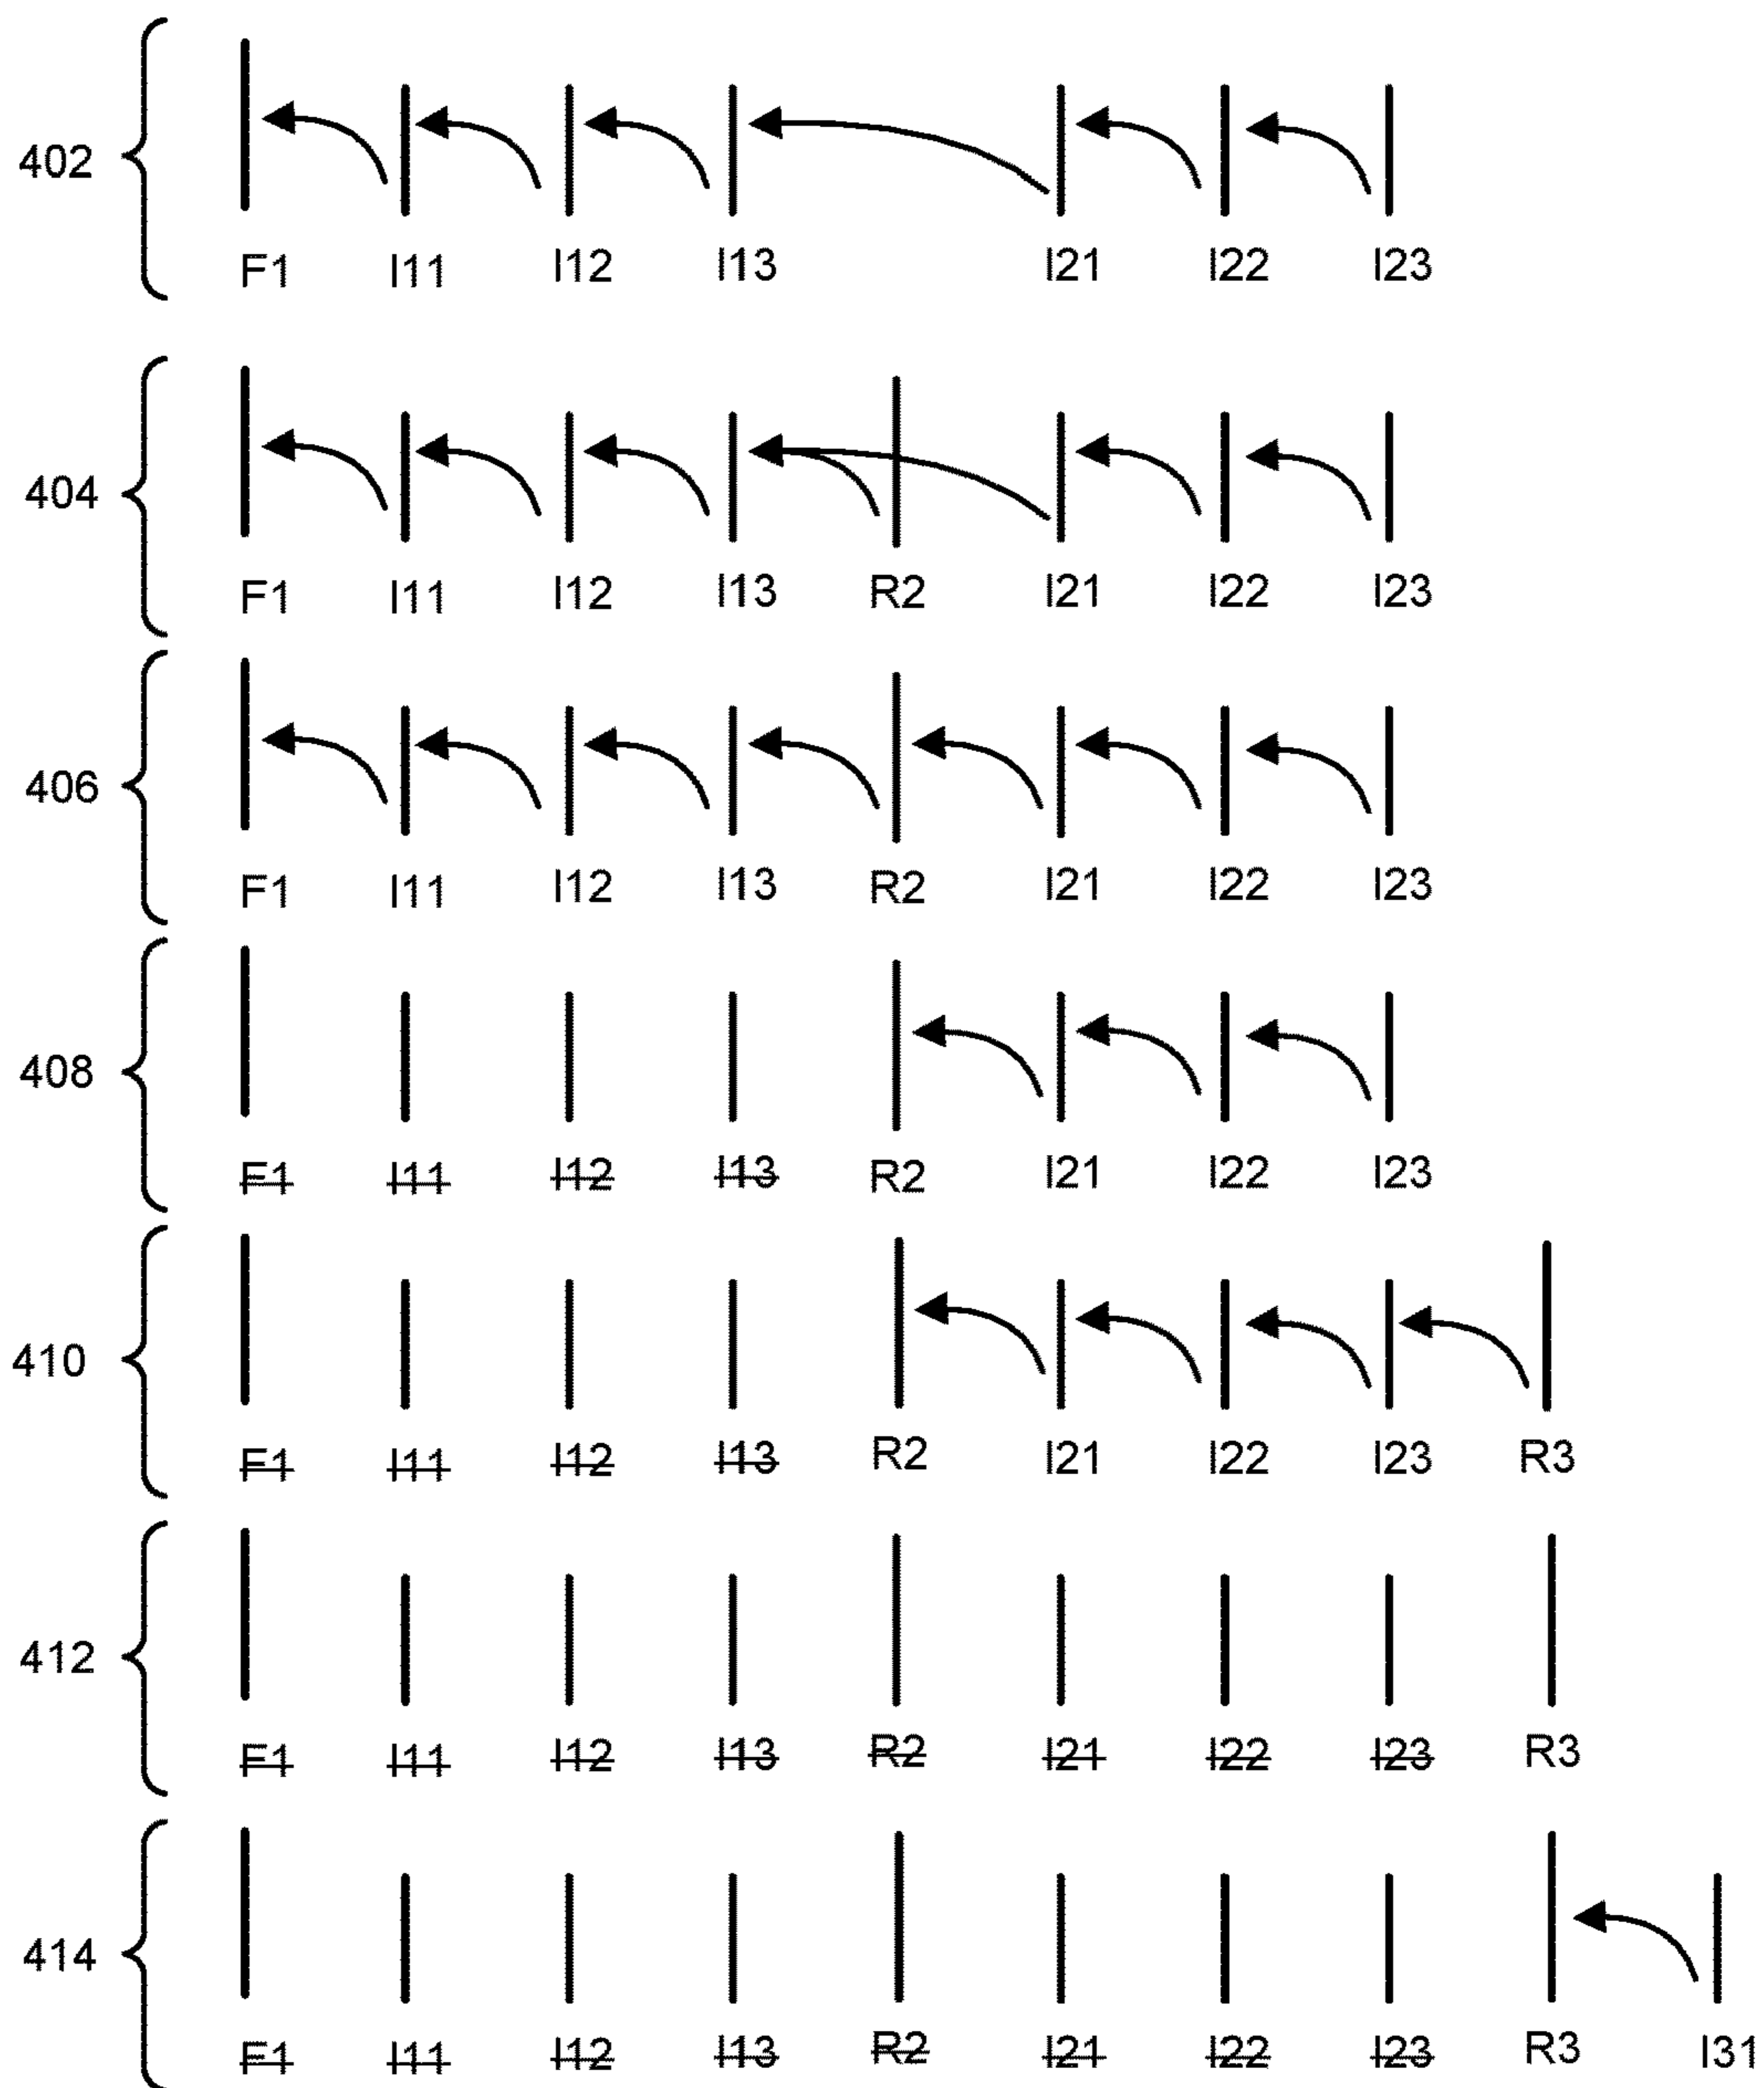 402
F1 I11 I12 I13 I21 I22 I23
404
F1 I11 I12 I13 R2 I21 I22 I23
406
F1 I11 I12 I13 R2 I21 I22 I23
408
F1 I11 I12 I13 R2 I21 I22 I23
410
F1 I11 I12 I13 R2 I21 I22 I23 R3
412
F1 I11 I12 I13 R2 I21 I22 I23 R3
414
F1 I11 I12 I13 R2 I21 I22 I23 R3 I31